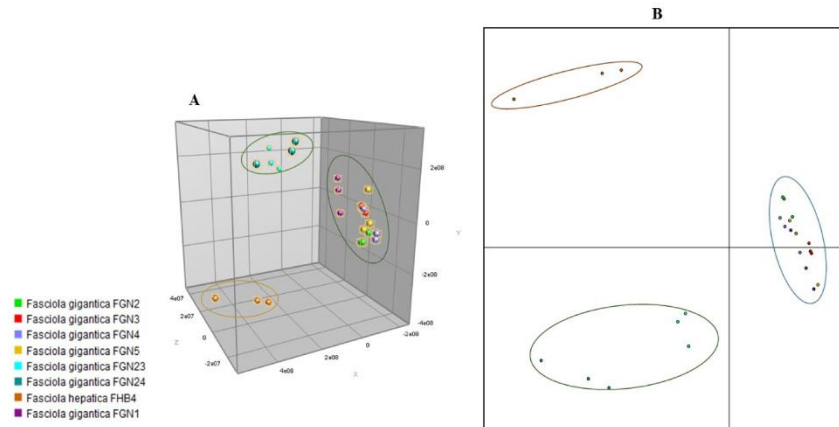 B
A
2e08
0
Y
-2e08
-4e08
4e07
2e07
Z
0
-2e07
4e08
2e08
X
0
-2e08
Fasciola gigantica FGN2
Fasciola gigantica FGN3
Fasciola gigantica FGN4
Fasciola gigantica FGN5
Fasciola gigantica FGN23
Fasciola gigantica FGN24
Fasciola hepatica FHB4
Fasciola gigantica FGN1